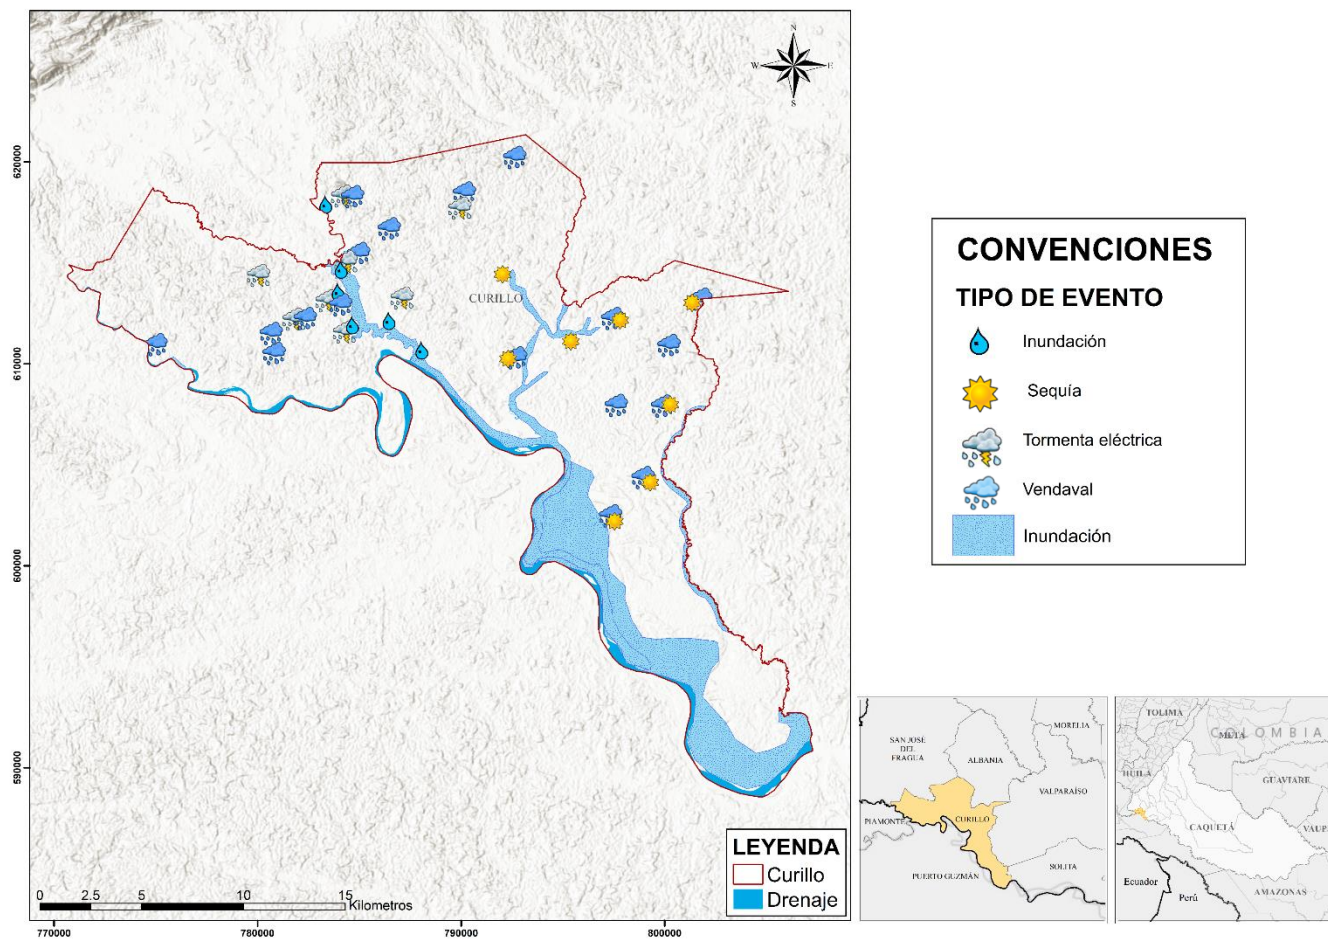 N
W E
S
620000
610000
600000
590000
CURILLO
0 2.5 5 10 15
Kilometros
770000 780000 790000 800000
LEYENDA
Curillo
Drenaje
CONVENCIONES
TIPO DE EVENTO
Inundación
Sequía
Tormenta eléctrica
Vendaval
Inundación
MORELIA
SAN JOSÉ
DEL
FRAGUA
ALBANIA
VALPARAÍSO
PIAMONTE
CURILLO
SOLITA
PUERTO GUZMÁN
TOLIMA
META
COLOMBIA
HUILA
GUAVIARE
CAQUETÁ
VAUP
Ecuador
Perú
AMAZONAS